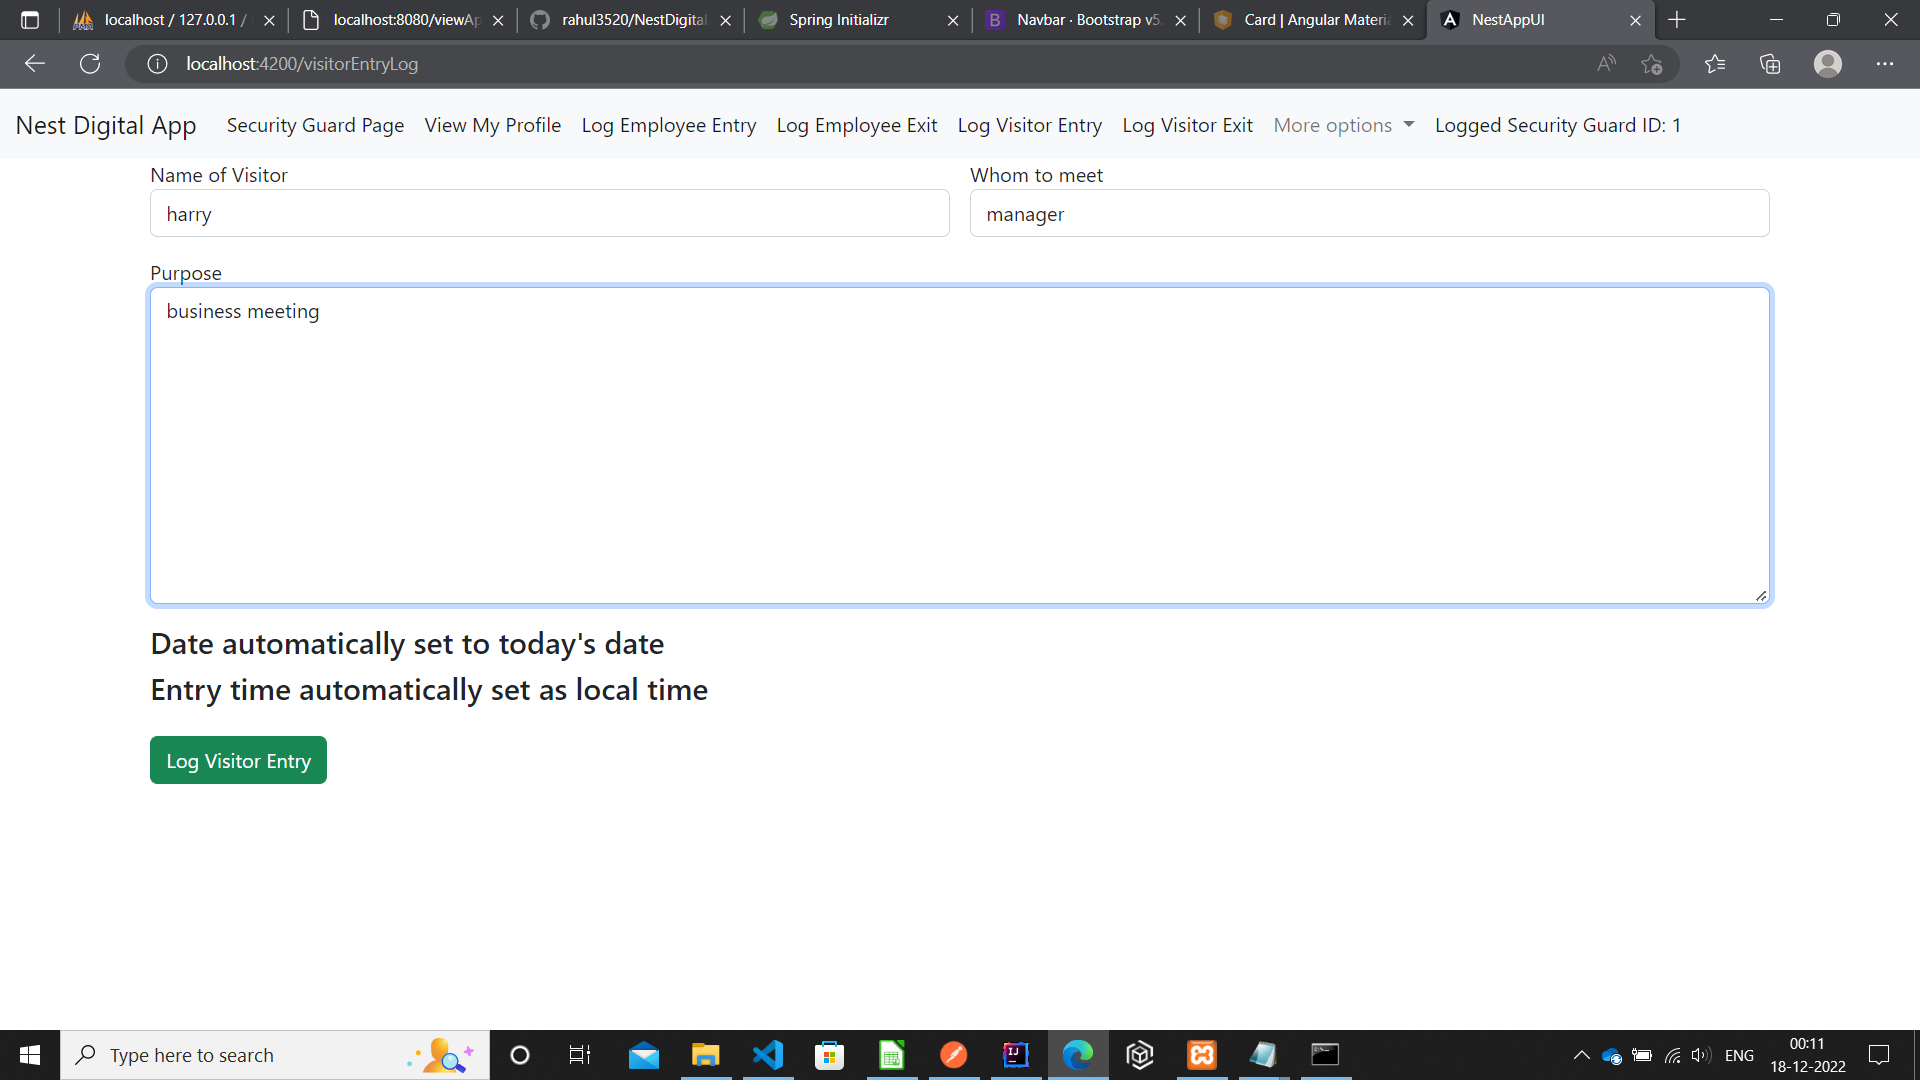 localhost / 127.0.0.1 /
localhost:8080/viewAp
rahul3520/NestDigital
Spring Initializr
Navbar · Bootstrap v5.
Card | Angular Materia
NestAppUI
localhost:4200/visitorEntryLog
Nest Digital App
Security Guard Page
View My Profile
Log Employee Entry
Log Employee Exit
Log Visitor Entry
Log Visitor Exit
More options
Logged Security Guard ID: 1
Name of Visitor
Whom to meet
harry
manager
Purpose
business meeting
Date automatically set to today's date
Entry time automatically set as local time
Log Visitor Entry
Type here to search
ENG
00:11
18-12-2022